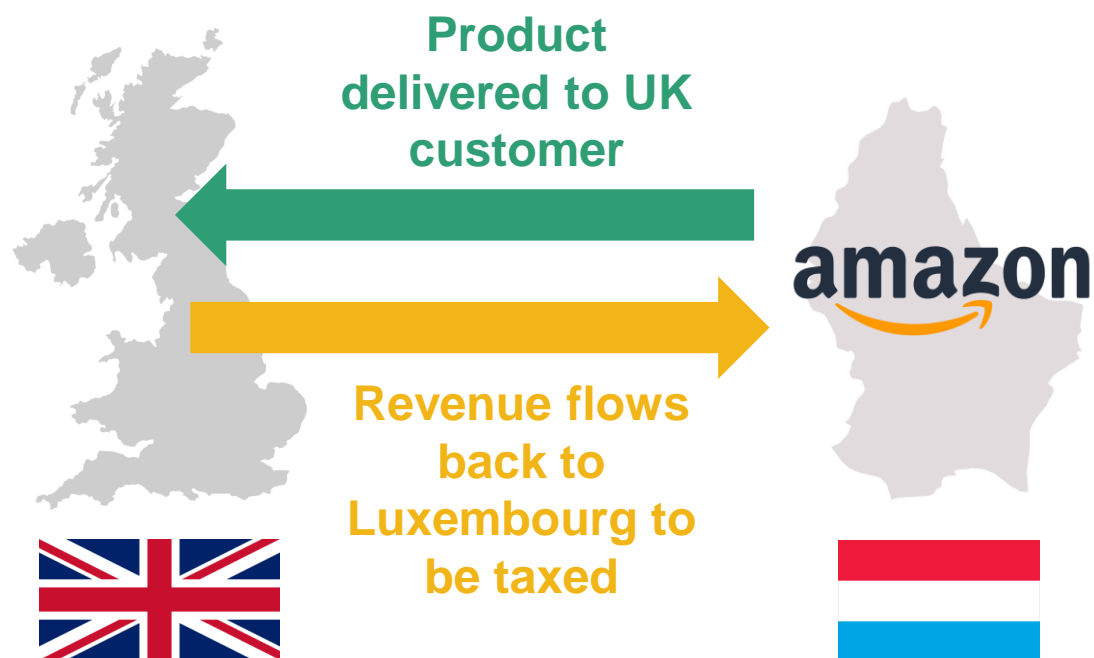 Product
delivered to UK
customer
amazon
Revenue flows
back to
Luxembourg to
be taxed